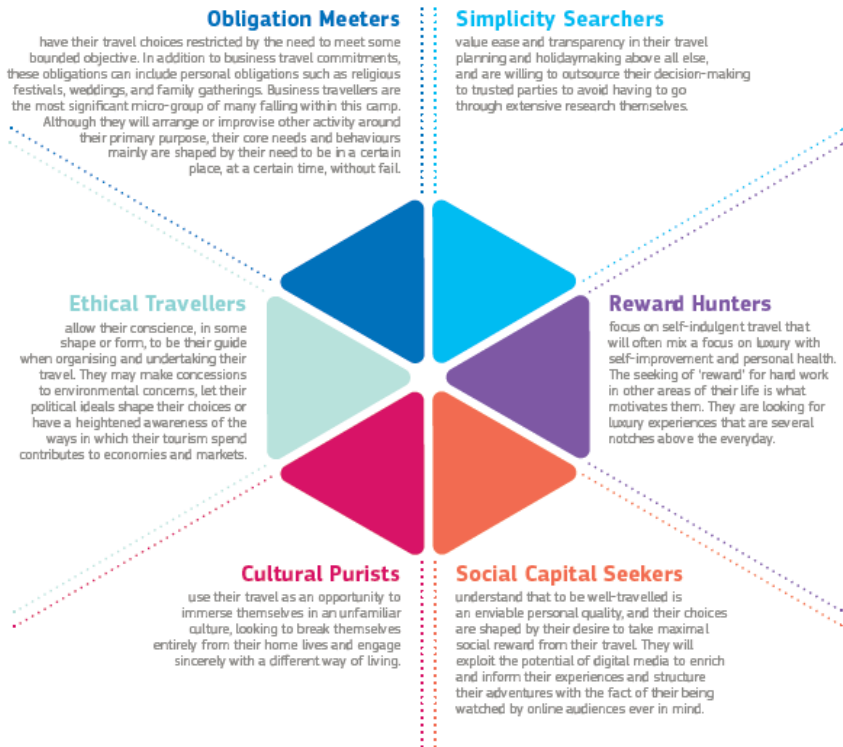 Obligation Meeters
have their travel choices restricted by the need to meet some
bounded objective. In addition to business travel commitments,
these obligations can include personal obligations such as religious
festivals, weddings, and family gatherings. Business travellers are
the most significant micro-group of many falling within this camp.
Although they will arrange or improvise other activity around
their primary purpose, their core needs and behaviours
mainly are shaped by their need to be in a certain
place, at a certain time, without fail.
Simplicity Searchers
value ease and transparency in their travel
planning and holidaymaking above all else,
and are willing to outsource their decision-making
to trusted parties to avoid having to go
through extensive research themselves.
Ethical Travellers
allow their conscience, in some
shape or form, to be their guide
when organising and undertaking their
travel. They may make concessions
to environmental concerns, let their
political ideals shape their choices or
have a heightened awareness of the
ways in which their tourism spend
contributes to economies and markets.
Reward Hunters
focus on self-indulgent travel that
will often mix a focus on luxury with
self-improvement and personal health.
The seeking of 'reward' for hard work
in other areas of their life is what
motivates them. They are looking for
luxury experiences that are several
notches above the everyday.
Cultural Purists
use their travel as an opportunity to
immerse themselves in an unfamiliar
culture, looking to break themselves
entirely from their home lives and engage
sincerely with a different way of living.
Social Capital Seekers
understand that to be well-travelled is
an enviable personal quality, and their choices
are shaped by their desire to take maximal
social reward from their travel. They will
exploit the potential of digital media to enrich
and inform their experiences and structure
their adventures with the fact of their being
watched by online audiences ever in mind.